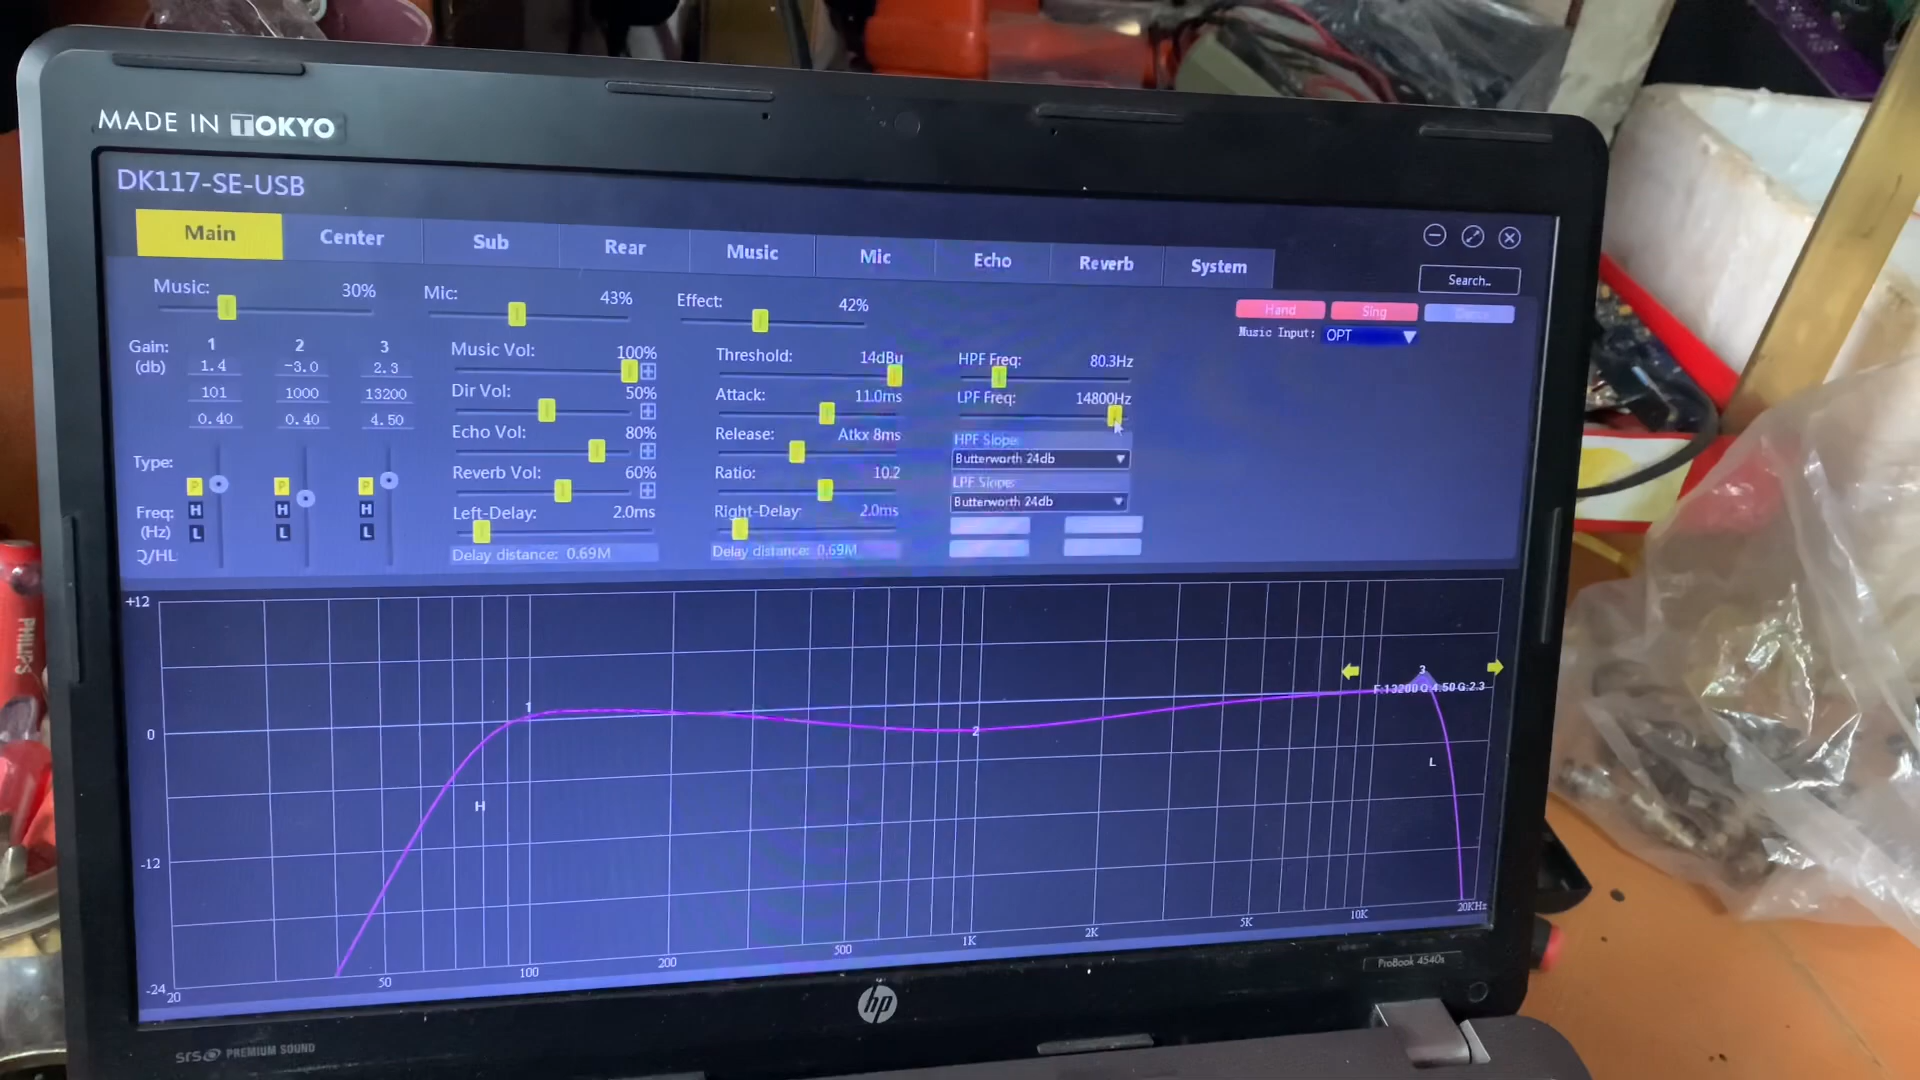 MADE IN TOKYO
DK117-SE-USB
Main Center Sub Rear Music Mic Echo Reverb System
Search..
Music: 30% Mic: 43% Effect: 42%
Hand Sing
Music Input: OPT
Gain: 1 2 3
(db) 1.4 -3.0 2.3
101 1000 13200
0.40 0.40 4.50
Type:
P P P
Freq: H H H
(Hz) L L L
Q/HL
Music Vol: 100%
Dir Vol: 50%
Echo Vol: 80%
Reverb Vol: 60%
Left-Delay: 2.0ms
Delay distance: 0.69M
Threshold: 14dBu
Attack: 11.0ms
Release: Atkx 8ms
Ratio: 10.2
Right-Delay: 2.0ms
Delay distance: 0.69M
HPF Freq: 80.3Hz
LPF Freq: 14800Hz
HPF Slope:
Butterworth 24db
LPF Slope:
Butterworth 24db
+12
3
F:13200 Q:4.50 G:2.3
1
0
2
L
H
-12
-24
20 50 100 200 500 1K 2K 5K 10K 20KHz
ProBook 4540s
hp
SRS PREMIUM SOUND
PHILIPS